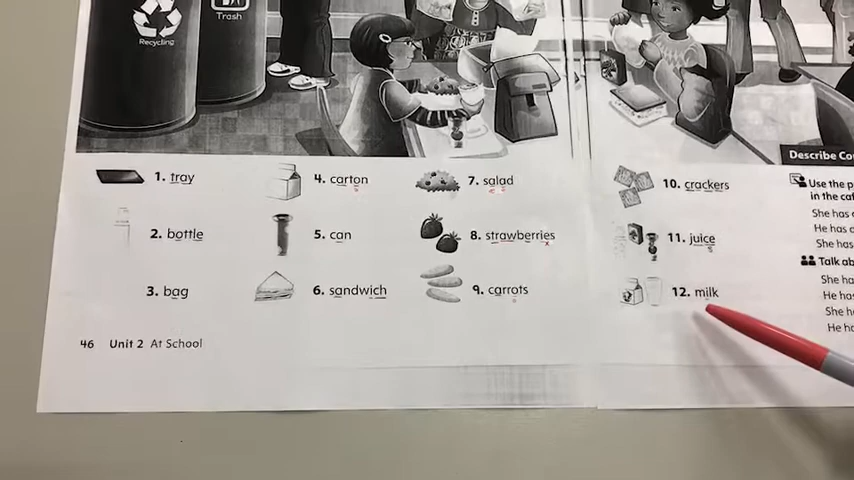 Recycling
Trash
1. tray
2. bottle
3. bag
4. carton
5. can
6. sandwich
7. salad
8. strawberries
9. carrots
10. crackers
11. juice
12. milk
Describe Co
Use the p
in the caf
She has
He has c
She has
Talk ab
She ha
He has
She h
He ha
46 Unit 2 At School